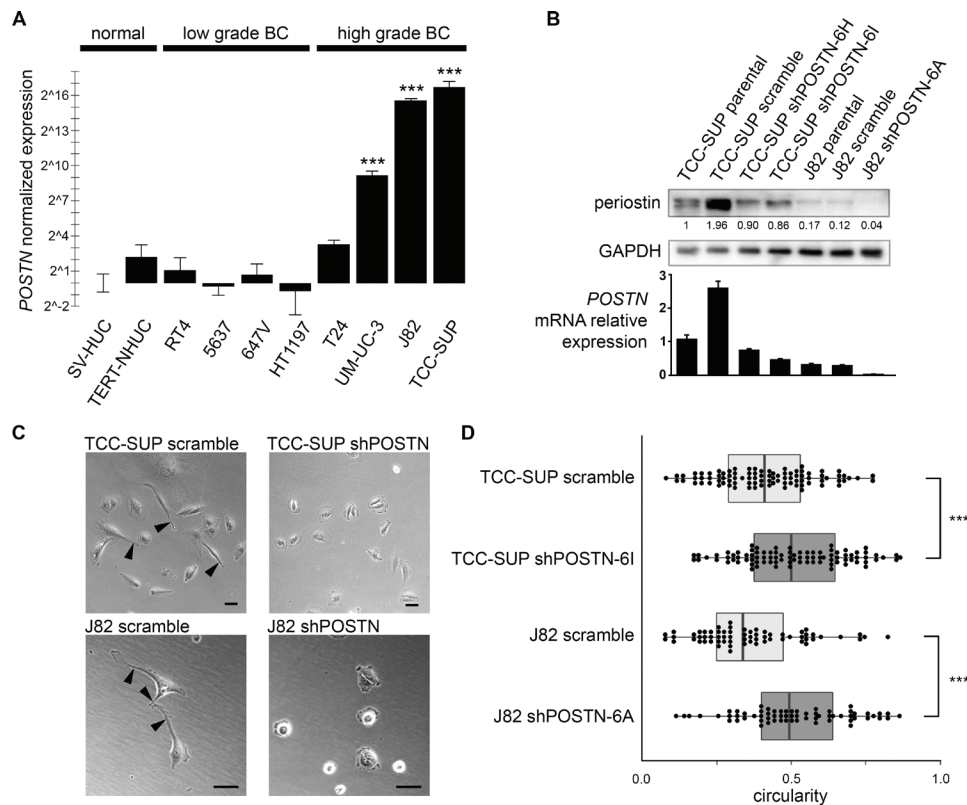 A
normal
low grade BC
high grade BC
POSTN normalized expression
2^16
2^13
2^10
2^7
2^4
2^1
2^-2
***
***
***
SV-HUC
TERT-NHUC
RT4
5637
647V
HT1197
T24
UM-UC-3
J82
TCC-SUP
B
TCC-SUP parental
TCC-SUP scramble
TCC-SUP shPOSTN-6H
TCC-SUP shPOSTN-6I
J82 parental
J82 scramble
J82 shPOSTN-6A
periostin
1 1.96 0.90 0.86 0.17 0.12 0.04
GAPDH
POSTN
mRNA relative
expression
3
2
1
0
C
TCC-SUP scramble
TCC-SUP shPOSTN
J82 scramble
J82 shPOSTN
D
TCC-SUP scramble
TCC-SUP shPOSTN-6I
J82 scramble
J82 shPOSTN-6A
***
***
0.0 0.5 1.0
circularity